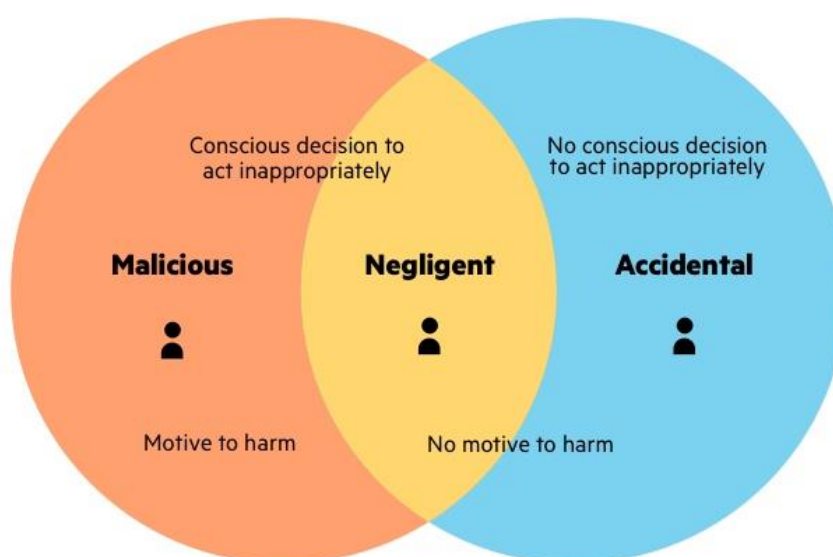 Conscious decision to
act inappropriately
No conscious decision
to act inappropriately
Malicious
Negligent
Accidental
Motive to harm
No motive to harm